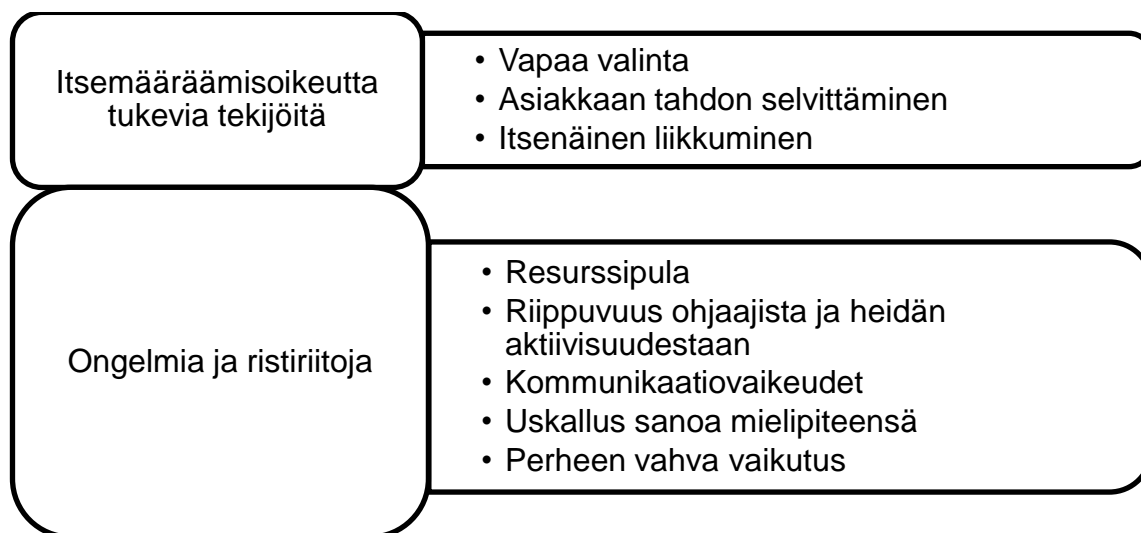 Itsemääräämisoikeutta
tukevia tekijöitä
• Vapaa valinta
• Asiakkaan tahdon selvittäminen
• Itsenäinen liikkuminen
Ongelmia ja ristiriitoja
• Resurssipula
• Riippuvuus ohjaajista ja heidän
aktiivisuudestaan
• Kommunikaatiovaikeudet
• Uskallus sanoa mielipiteensä
• Perheen vahva vaikutus